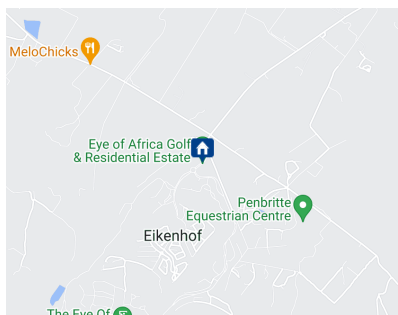 MeloChicks
Eye of Africa Golf
& Residential Estate
Penbritte
Equestrian Centre
Eikenhof
The Eye Of